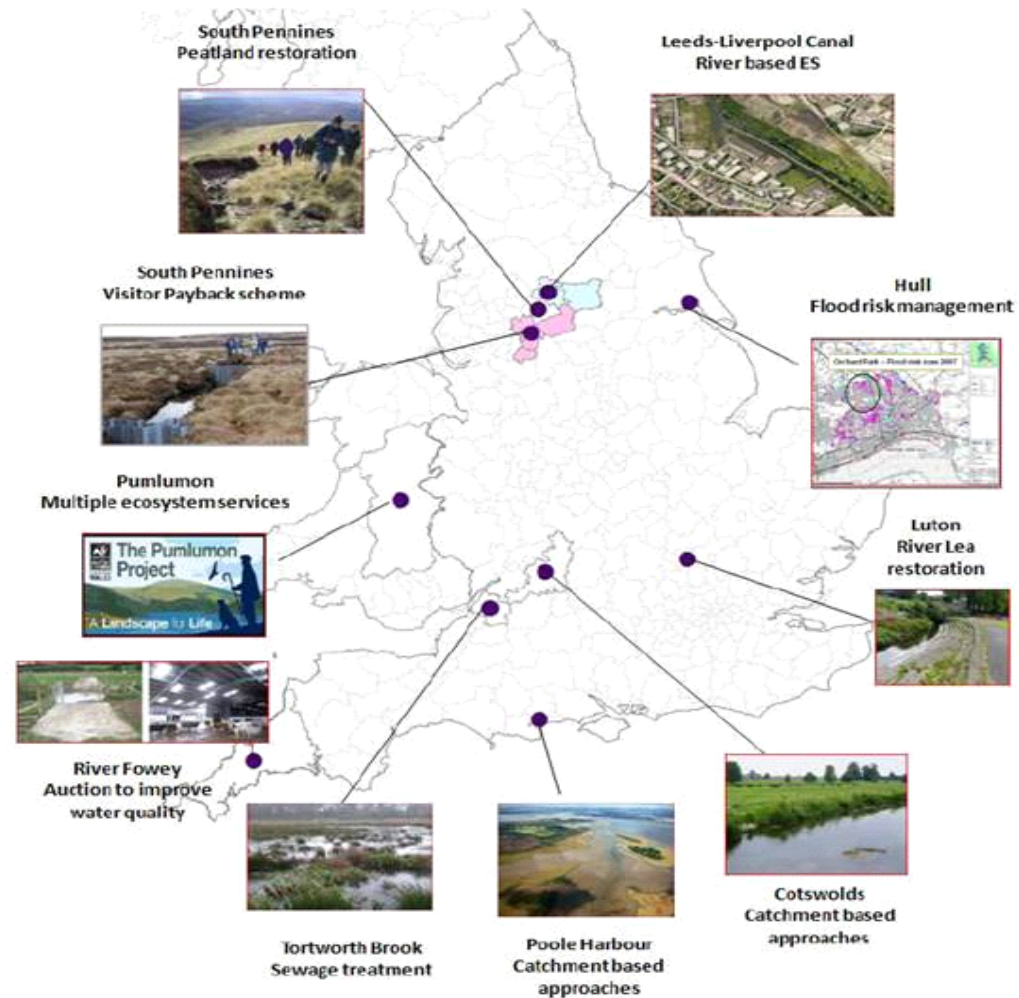 South Pennines
Peatland restoration
Leeds-Liverpool Canal
River based ES
South Pennines
Visitor Payback scheme
Hull
Flood risk management
Pumlumon
Multiple ecosystem services
The Pumlumon
Project
A Landscape for Life
Luton
River Lea
restoration
River Fowey
Auction to improve
water quality
Cotswolds
Catchment based
approaches
Tortworth Brook
Sewage treatment
Poole Harbour
Catchment based
approaches